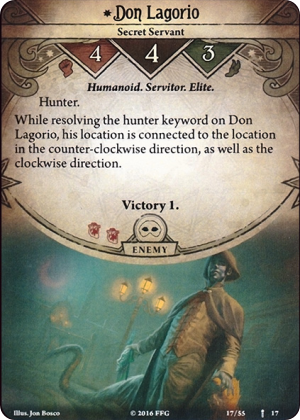 *Don Lagorio
Secret Servant
4 4 3
Humanoid. Servitor. Elite.
Hunter.
While resolving the hunter keyword on Don
Lagorio, his location is connected to the location
in the counter-clockwise direction, as well as the
clockwise direction.
Victory 1.
ENEMY
Illus. Jon Bosco © 2016 FFG 17/55 17